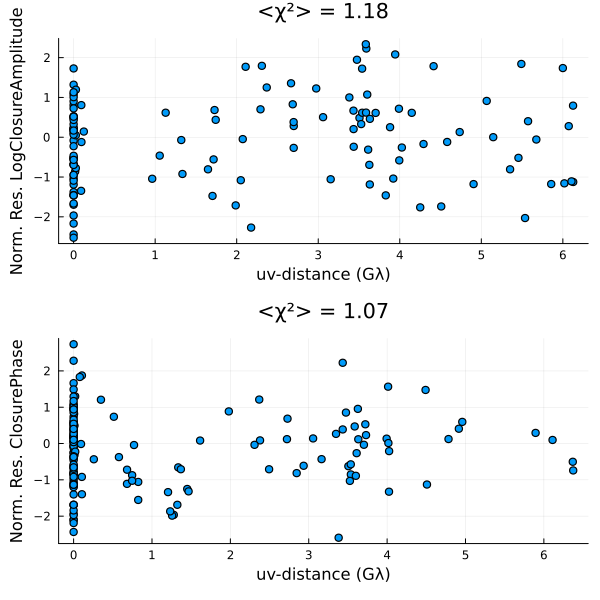 <χ²> = 1.18
Norm. Res. LogClosureAmplitude
2
1
0
−1
−2
0 1 2 3 4 5 6
uv-distance (Gλ)
<χ²> = 1.07
Norm. Res. ClosurePhase
2
1
0
−1
−2
0 1 2 3 4 5 6
uv-distance (Gλ)